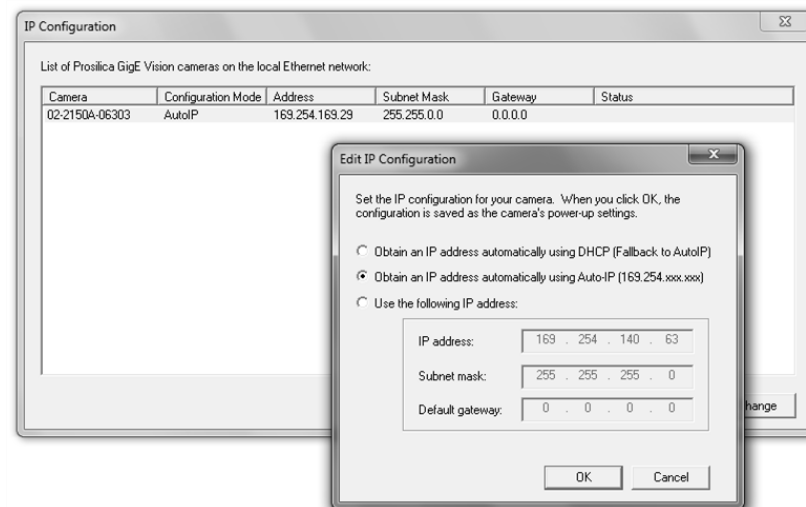 IP Configuration
List of Prosilica GigE Vision cameras on the local Ethernet network:
Camera Configuration Mode Address Subnet Mask Gateway Status
02-2150A-06303 AutoIP 169.254.169.29 255.255.0.0 0.0.0.0
Edit IP Configuration
Set the IP configuration for your camera. When you click OK, the
configuration is saved as the camera's power-up settings.
Obtain an IP address automatically using DHCP (Fallback to AutoIP)
Obtain an IP address automatically using Auto-IP (169.254.xxx.xxx)
Use the following IP address:
IP address: 169 . 254 . 140 . 63
Subnet mask: 255 . 255 . 255 . 0
Default gateway: 0 . 0 . 0 . 0
hange
OK Cancel